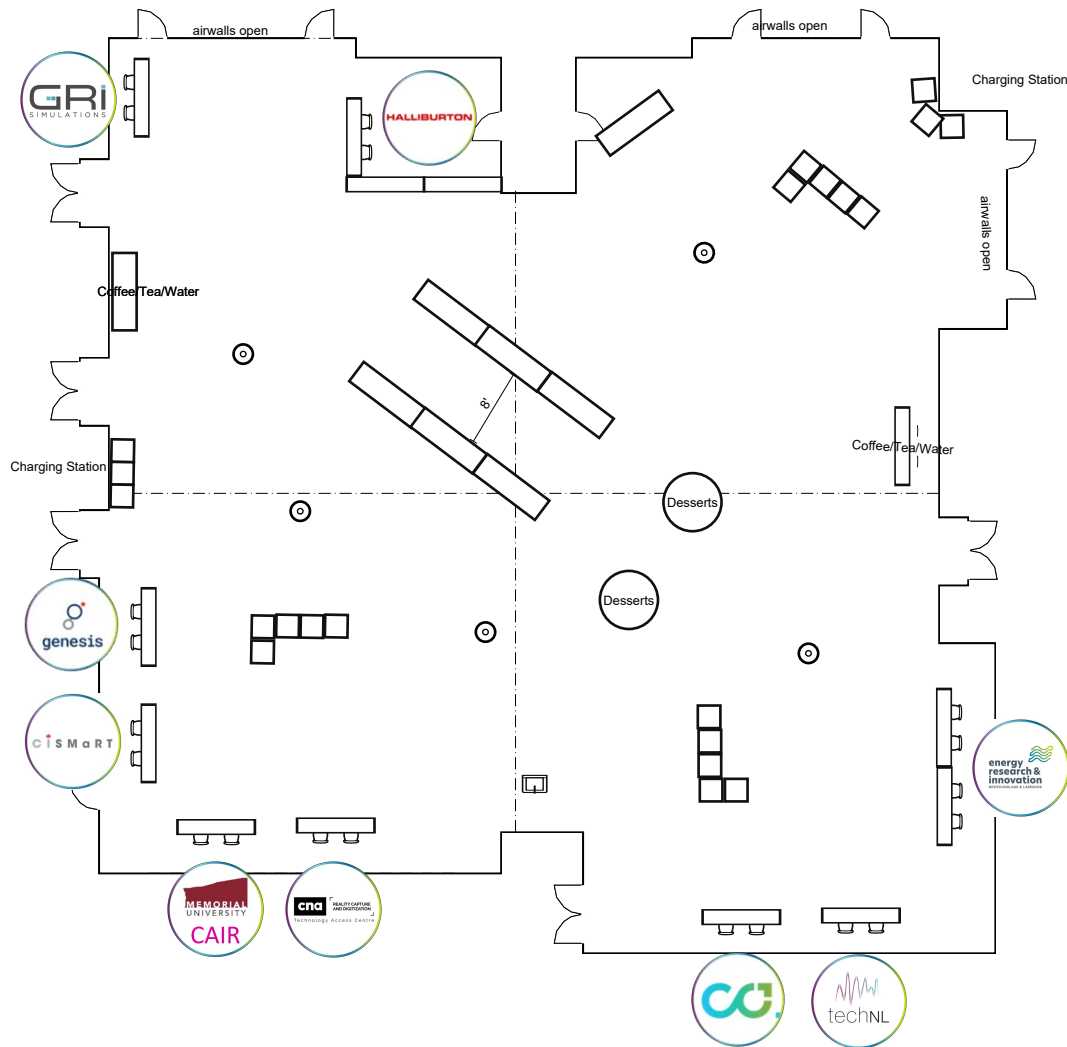 airwalls open
airwalls open
GRi
SIMULATIONS
HALLIBURTON
Charging Station
airwalls open
Coffee/Tea/Water
8'
Coffee/Tea/Water
Charging Station
Desserts
Desserts
genesis
CISMaRT
energy
research &
innovation
NEWFOUNDLAND & LABRADOR
MEMORIAL
UNIVERSITY
CAIR
cna
REALITY CAPTURE
AND DIGITIZATION
Technology Access Centre
techNL